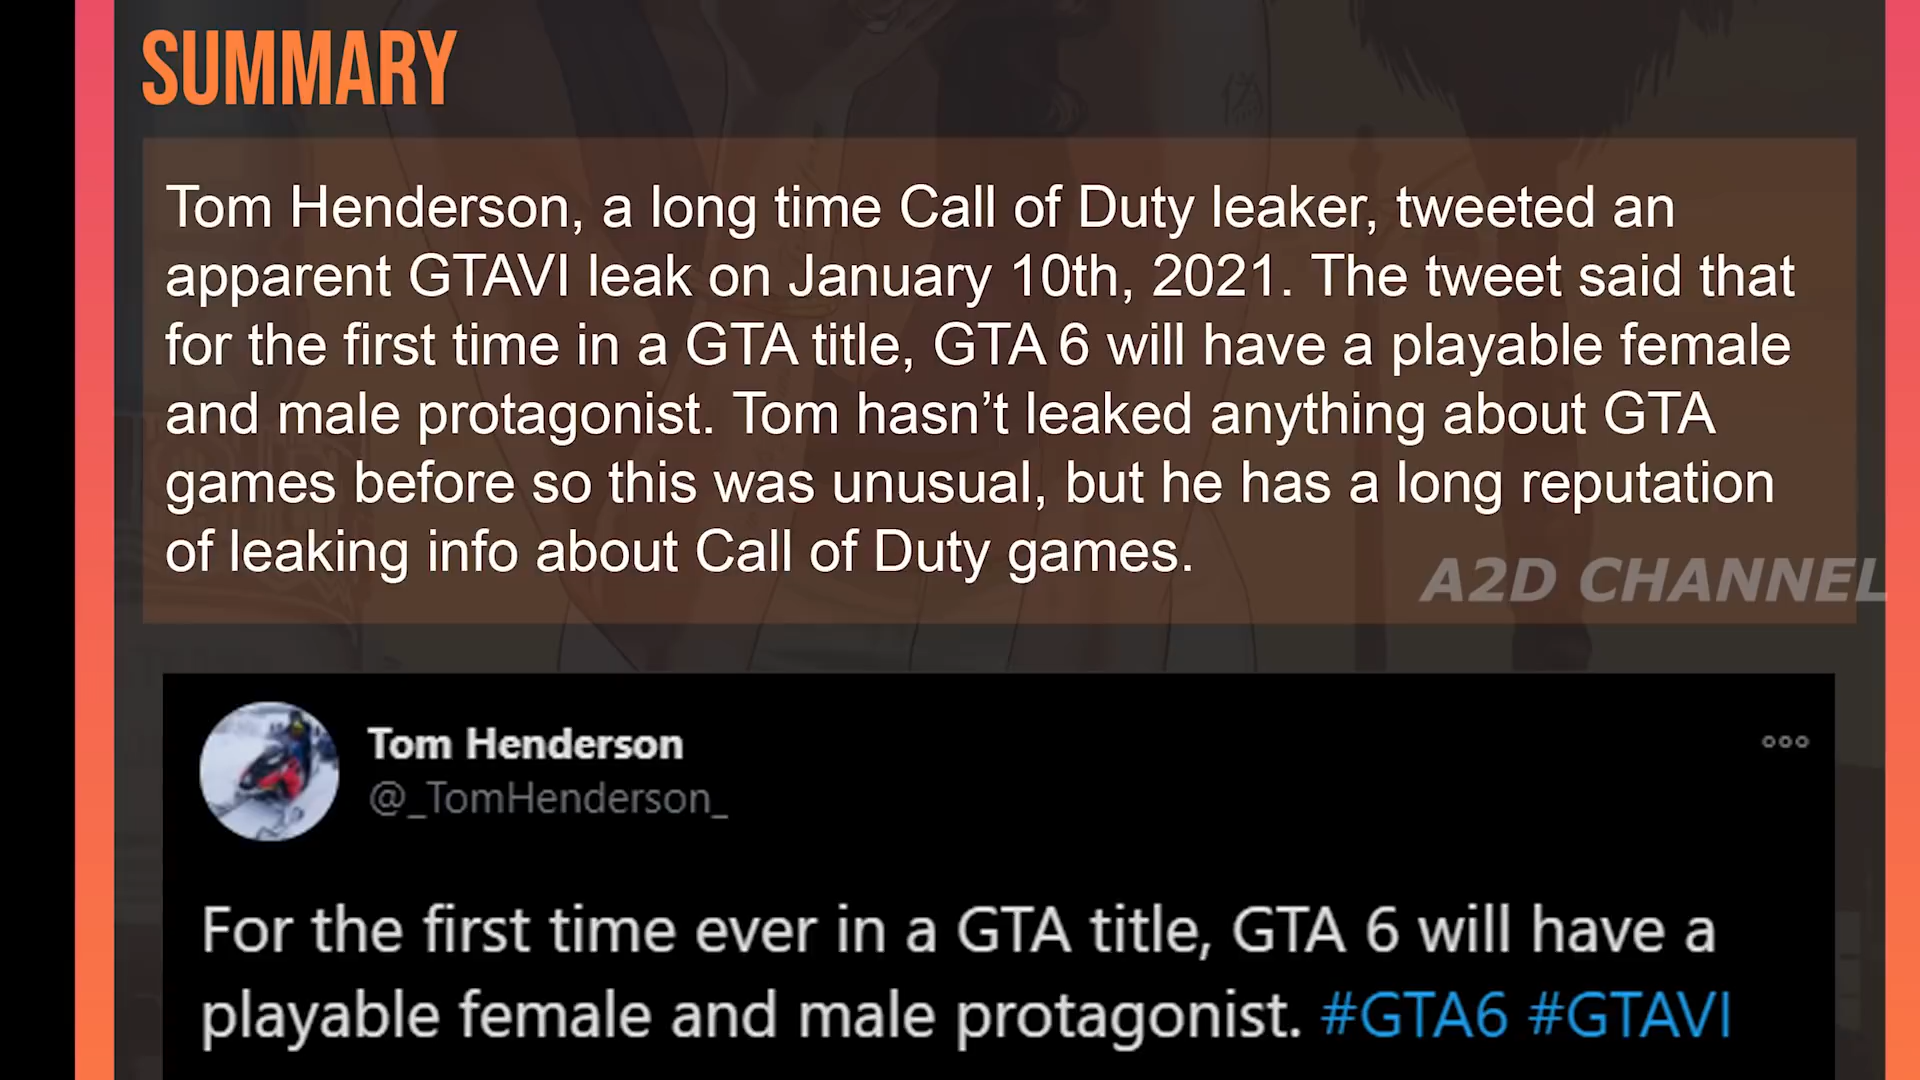 SUMMARY
Tom Henderson, a long time Call of Duty leaker, tweeted an
apparent GTAVI leak on January 10th, 2021. The tweet said that
for the first time in a GTA title, GTA 6 will have a playable female
and male protagonist. Tom hasn’t leaked anything about GTA
games before so this was unusual, but he has a long reputation
of leaking info about Call of Duty games.
A2D CHANNEL
Tom Henderson
@_TomHenderson_
For the first time ever in a GTA title, GTA 6 will have a
playable female and male protagonist. #GTA6 #GTAVI